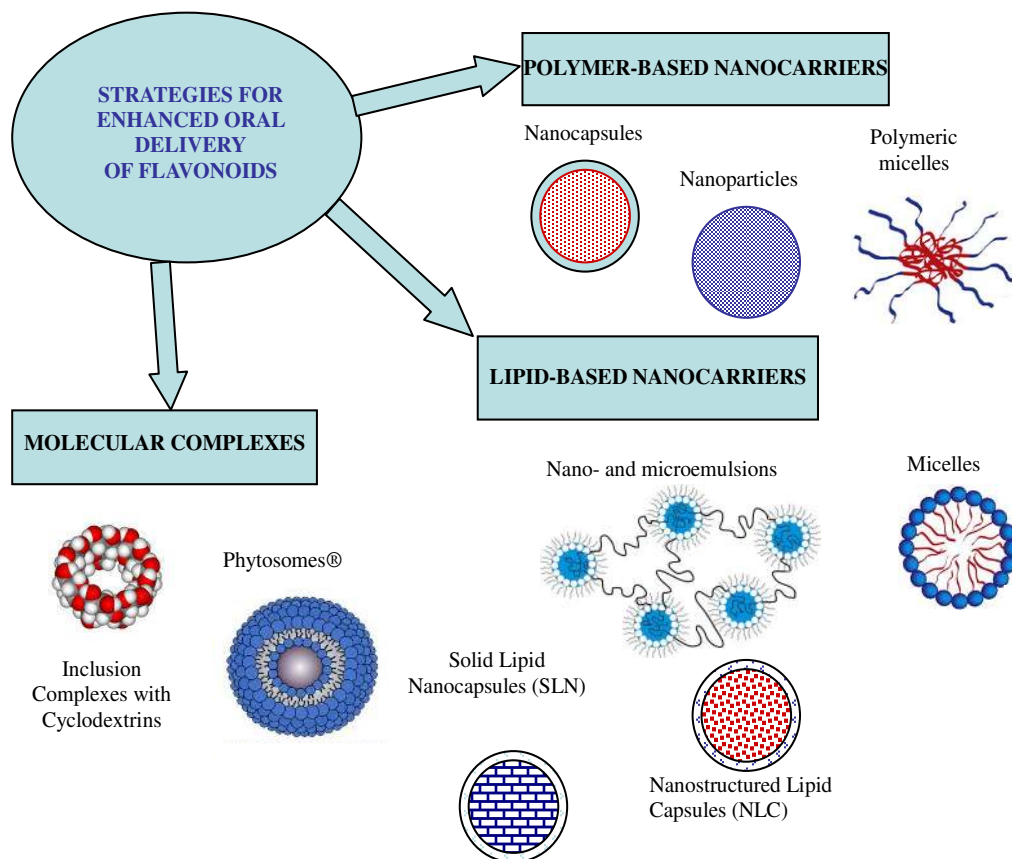 STRATEGIES FOR
ENHANCED ORAL
DELIVERY
OF FLAVONOIDS
POLYMER-BASED NANOCARRIERS
Nanocapsules
Nanoparticles
Polymeric
micelles
LIPID-BASED NANOCARRIERS
MOLECULAR COMPLEXES
Nano- and microemulsions
Micelles
Phytosomes®
Inclusion
Complexes with
Cyclodextrins
Solid Lipid
Nanocapsules (SLN)
Nanostructured Lipid
Capsules (NLC)